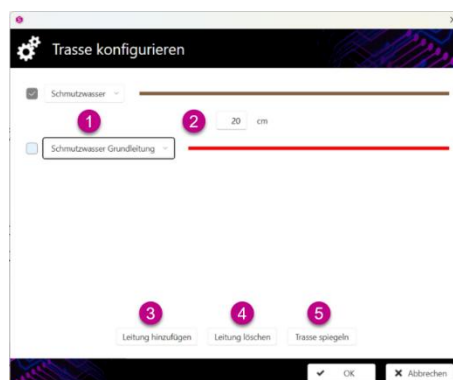 Trasse konfigurieren
Schmutzwasser
1
2
20 cm
Schmutzwasser Grundleitung
3
4
5
Leitung hinzufügen Leitung löschen Trasse spiegeln
OK Abbrechen